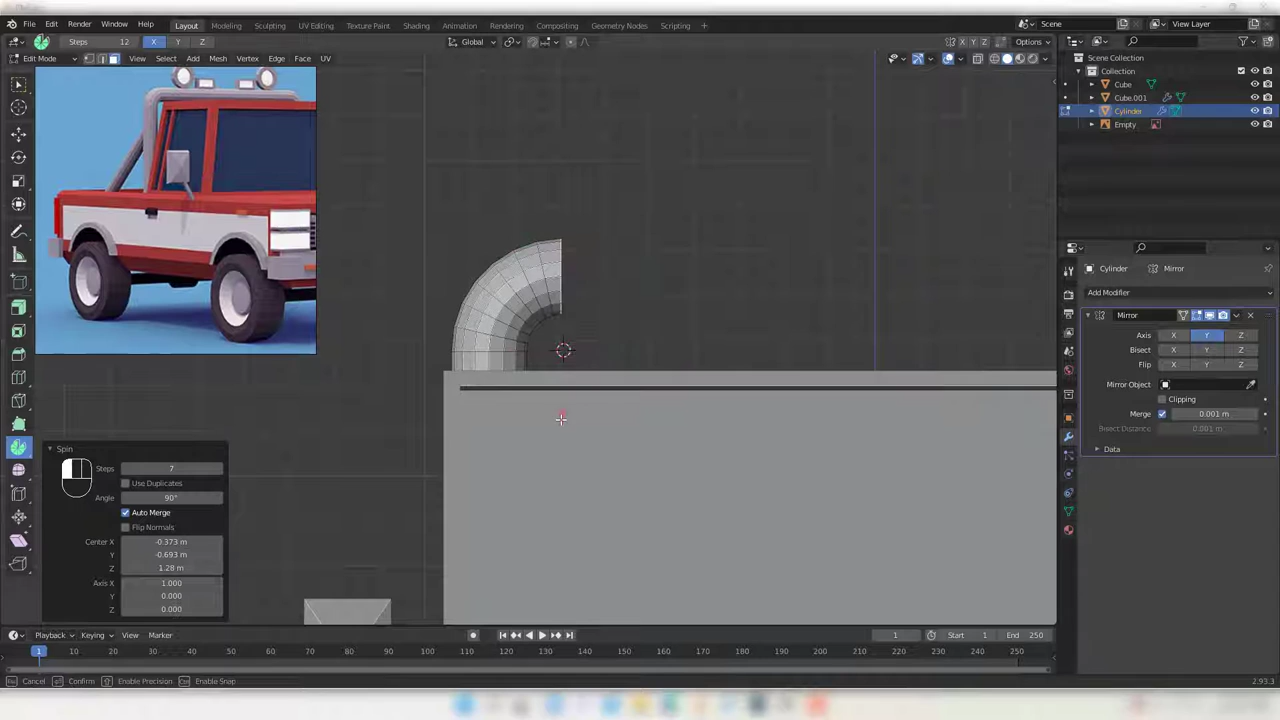 File Edit Render Window Help Layout Modeling Sculpting UV Editing Texture Paint Shading Animation Rendering Compositing Geometry Nodes Scripting + Scene View Layer
Steps 12 X Y Z Global X Y Z Options
Edit Mode View Select Add Mesh Vertex Edge Face UV
Scene Collection
Collection
Cube
Cube.001
Cylinder
Empty
Cylinder Mirror
Add Modifier
Mirror
Axis X Y Z
Bisect X Y Z
Flip X Y Z
Mirror Object
Clipping
Merge 0.001 m
Bisect Distance 0.001 m
Data
Spin
Steps 7
Use Duplicates
Angle 90°
Auto Merge
Flip Normals
Center X -0.373 m
Y -0.693 m
Z 1.28 m
Axis X 1.000
Y 0.000
Z 0.000
Playback Keying View Marker 1 Start 1 End 250
1 10 20 30 40 50 60 70 80 90 100 110 120 130 140 150 160 170 180 190 200 210 220 230 240 250
Cancel Confirm Enable Precision Enable Snap 2.93.3